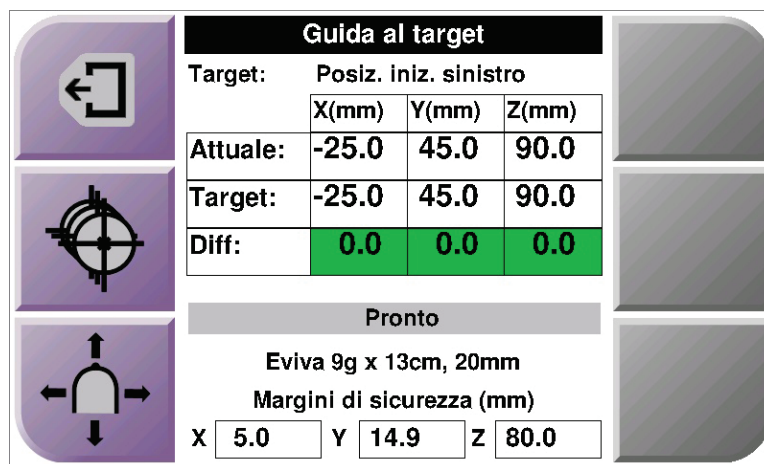 Guida al target
Target: Posiz. iniz. sinistro
X(mm) Y(mm) Z(mm)
Attuale: -25.0 45.0 90.0
Target: -25.0 45.0 90.0
Diff: 0.0 0.0 0.0
Pronto
Eviva 9g x 13cm, 20mm
Margini di sicurezza (mm)
X 5.0 Y 14.9 Z 80.0